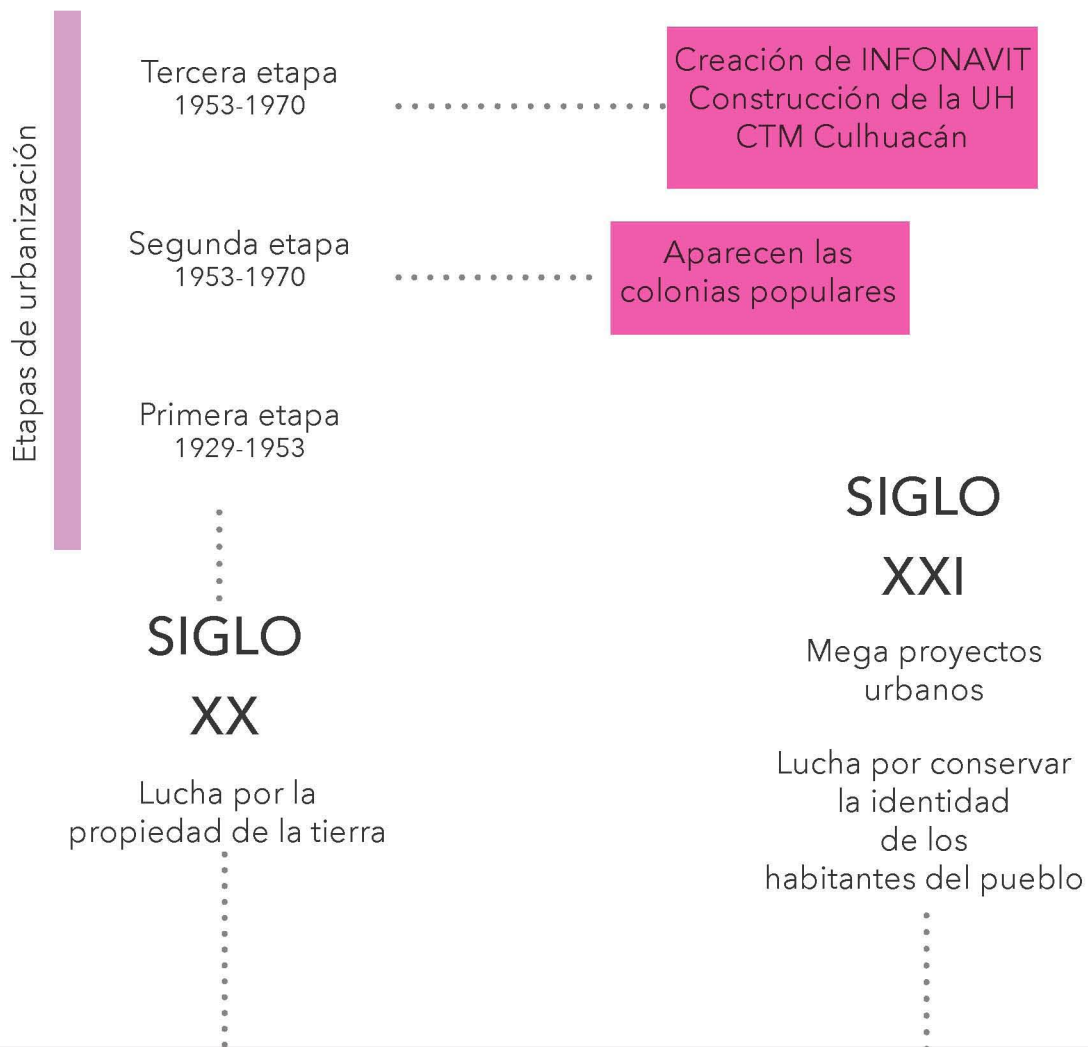 Etapas de urbanización
Tercera etapa
1953-1970
Creación de INFONAVIT
Construcción de la UH
CTM Culhuacán
Segunda etapa
1953-1970
Aparecen las
colonias populares
Primera etapa
1929-1953
SIGLO
XX
Lucha por la
propiedad de la tierra
SIGLO
XXI
Mega proyectos
urbanos
Lucha por conservar
la identidad
de los
habitantes del pueblo